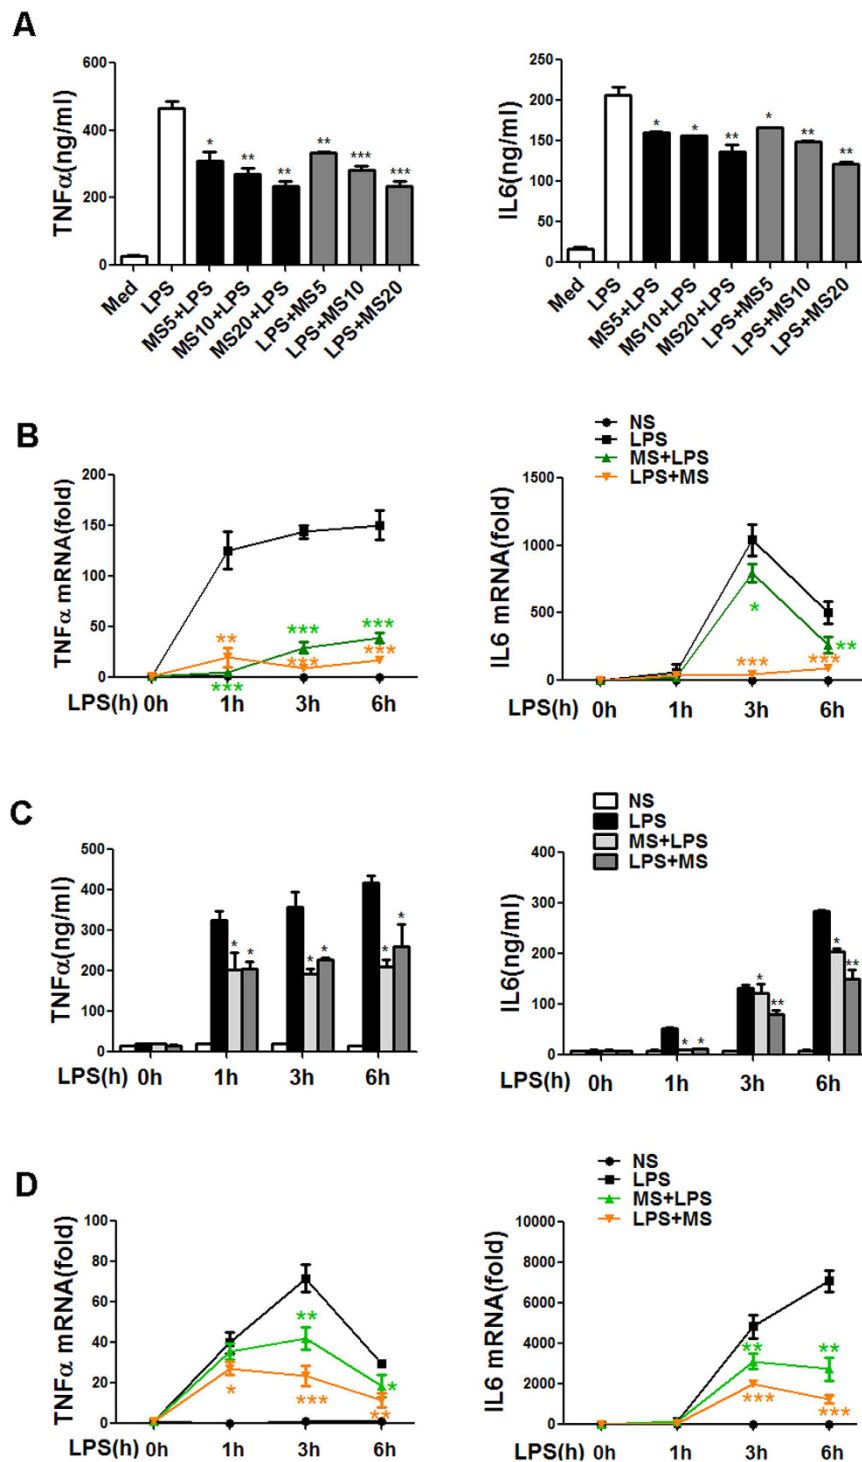 A
TNFα(ng/ml)
600
400
200
0
* ** ** ** *** ***
Med LPS MS5+LPS MS10+LPS MS20+LPS LPS+MS5 LPS+MS10 LPS+MS20
IL6(ng/ml)
250
200
150
100
50
0
* * ** * ** **
Med LPS MS5+LPS MS10+LPS MS20+LPS LPS+MS5 LPS+MS10 LPS+MS20
B
TNFα mRNA(fold)
200
150
100
50
0
** *** ***
*** *** ***
LPS(h) 0h 1h 3h 6h
NS
LPS
MS+LPS
LPS+MS
IL6 mRNA(fold)
1500
1000
500
0
* **
*** ***
LPS(h) 0h 1h 3h 6h
C
TNFα(ng/ml)
500
400
300
200
100
0
* * * * * *
LPS(h) 0h 1h 3h 6h
NS
LPS
MS+LPS
LPS+MS
IL6(ng/ml)
400
300
200
100
0
* * * ** * **
LPS(h) 0h 1h 3h 6h
D
TNFα mRNA(fold)
100
80
60
40
20
0
** *
* *** **
LPS(h) 0h 1h 3h 6h
NS
LPS
MS+LPS
LPS+MS
IL6 mRNA(fold)
10000
8000
6000
4000
2000
0
** **
*** ***
LPS(h) 0h 1h 3h 6h